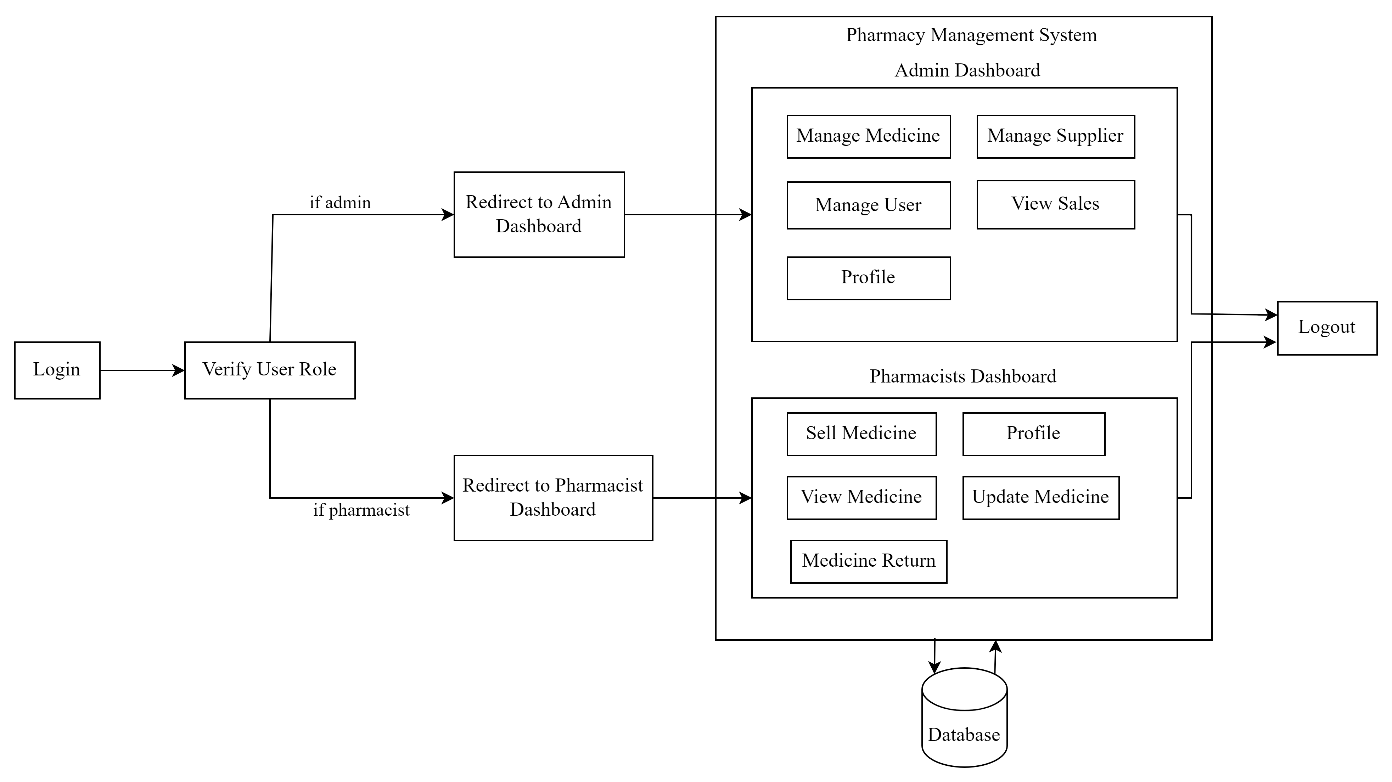 Pharmacy Management System
Admin Dashboard
Manage Medicine
Manage Supplier
Manage User
View Sales
Profile
if admin
Redirect to Admin
Dashboard
Login
Verify User Role
Logout
Pharmacists Dashboard
Sell Medicine
Profile
View Medicine
Update Medicine
Medicine Return
Redirect to Pharmacist
Dashboard
if pharmacist
Database